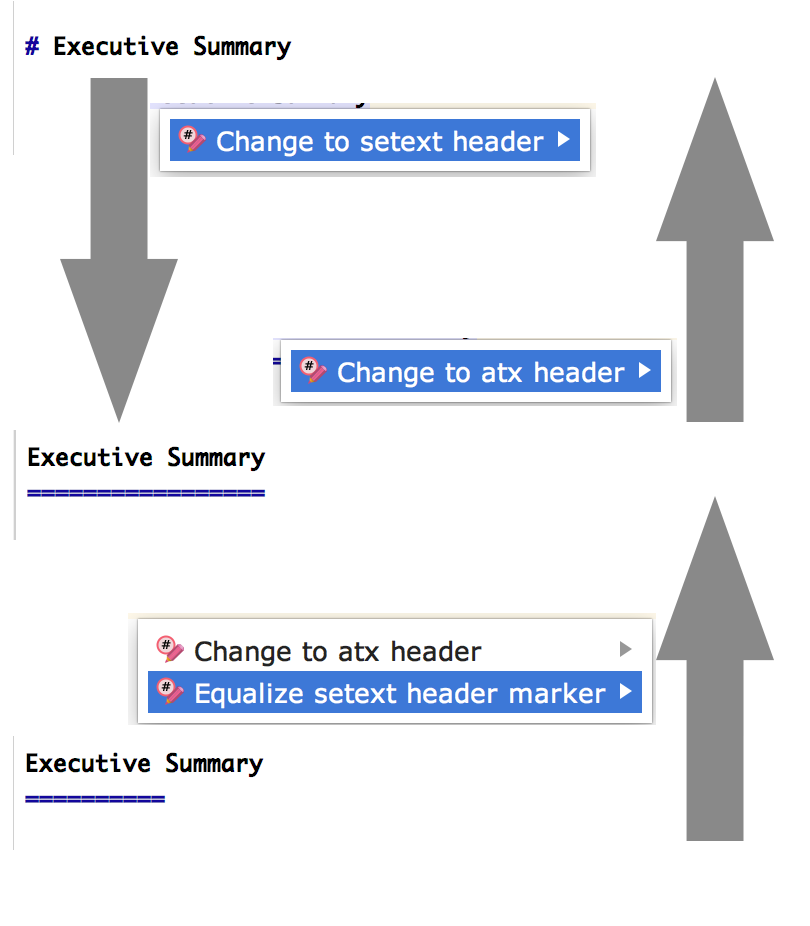 # Executive Summary
Change to setext header
Change to atx header
Executive Summary
=================
Change to atx header
Equalize setext header marker
Executive Summary
==========